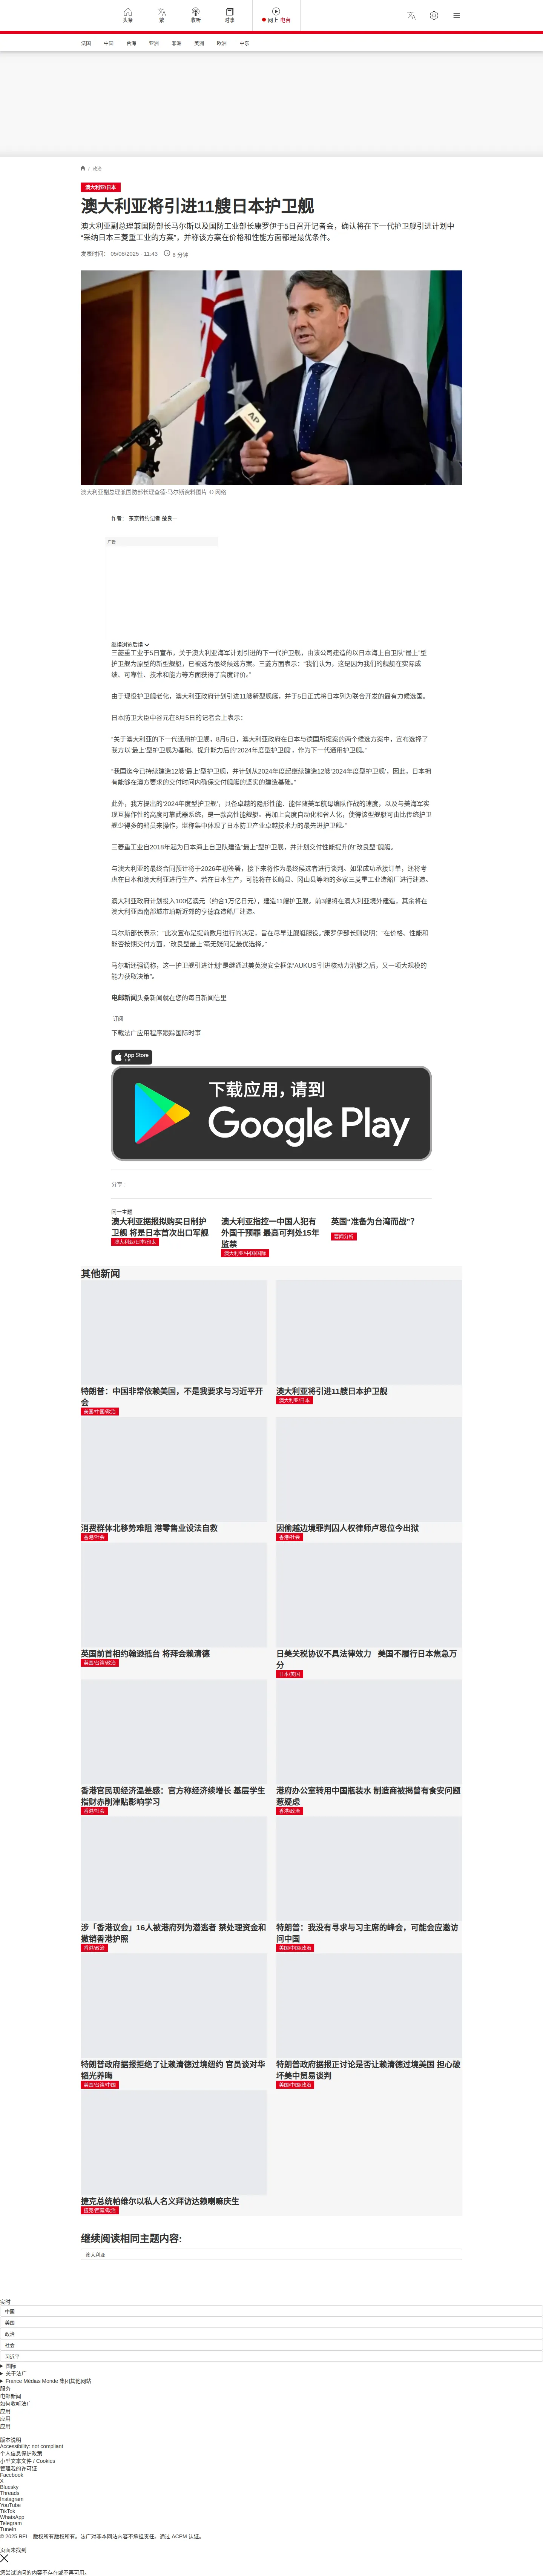 头条
繁
收听
时事
网上 电台
法国
中国
台海
亚洲
非洲
美洲
欧洲
中东
/ 政治
澳大利亚/日本
澳大利亚将引进11艘日本护卫舰
澳大利亚副总理兼国防部长马尔斯以及国防工业部长康罗伊于5日召开记者会，确认将在下一代护卫舰引进计划中
“采纳日本三菱重工业的方案”，并称该方案在价格和性能方面都是最优条件。
发表时间： 05/08/2025 - 11:43 6 分钟
AP
澳大利亚副总理兼国防部长理查德·马尔斯资料图片 © 网络
作者： 东京特约记者 楚良一
广告
继续浏览后续
三菱重工业于5日宣布，关于澳大利亚海军计划引进的下一代护卫舰，由该公司建造的以日本海上自卫队“最上”型
护卫舰为原型的新型舰艇，已被选为最终候选方案。三菱方面表示：“我们认为，这是因为我们的舰艇在实际成
绩、可靠性、技术和能力等方面获得了高度评价。”
由于现役护卫舰老化，澳大利亚政府计划引进11艘新型舰艇，并于5日正式将日本列为联合开发的最有力候选国。
日本防卫大臣中谷元在8月5日的记者会上表示：
“关于澳大利亚的下一代通用护卫舰，8月5日，澳大利亚政府在日本与德国所提案的两个候选方案中，宣布选择了
我方以‘最上’型护卫舰为基础、提升能力后的‘2024年度型护卫舰’，作为下一代通用护卫舰。”
“我国迄今已持续建造12艘‘最上’型护卫舰，并计划从2024年度起继续建造12艘‘2024年度型护卫舰’，因此，日本拥
有能够在澳方要求的交付时间内确保交付舰艇的坚实的建造基础。”
此外，我方提出的‘2024年度型护卫舰’，具备卓越的隐形性能、能伴随美军航母编队作战的速度，以及与美海军实
现互操作性的高度可靠武器系统，是一款高性能舰艇。再加上高度自动化和省人化，使得该型舰艇可由比传统护卫
舰少得多的船员来操作，堪称集中体现了日本防卫产业卓越技术力的最先进护卫舰。”
三菱重工业自2018年起为日本海上自卫队建造“最上”型护卫舰，并计划交付性能提升的“改良型”舰艇。
与澳大利亚的最终合同预计将于2026年初签署，接下来将作为最终候选者进行谈判。如果成功承接订单，还将考
虑在日本和澳大利亚进行生产，若在日本生产，可能将在长崎县、冈山县等地的多家三菱重工业造船厂进行建造。
澳大利亚政府计划投入100亿澳元（约合1万亿日元），建造11艘护卫舰。前3艘将在澳大利亚境外建造，其余将在
澳大利亚西南部城市珀斯近郊的亨德森造船厂建造。
马尔斯部长表示：“此次宣布是提前数月进行的决定，旨在尽早让舰艇服役。”康罗伊部长则说明：“在价格、性能和
能否按期交付方面，‘改良型最上’毫无疑问是最优选择。”
马尔斯还强调称，这一护卫舰引进计划“是继通过美英澳安全框架‘AUKUS’引进核动力潜艇之后，又一项大规模的
能力获取决策”。
电邮新闻头条新闻就在您的每日新闻信里
订阅
下载法广应用程序跟踪国际时事
App Store
下载
下载应用，请到
Google Play
分享 :
同一主题
澳大利亚据报拟购买日制护
卫舰 将是日本首次出口军舰
澳大利亚/日本/印太
澳大利亚指控一中国人犯有
外国干预罪 最高可判处15年
监禁
澳大利亚/中国/国际
英国“准备为台湾而战”？
要闻分析
其他新闻
特朗普：中国非常依赖美国，不是我要求与习近平开
会
美国/中国/政治
澳大利亚将引进11艘日本护卫舰
澳大利亚/日本
消费群体北移势难阻 港零售业设法自救
香港/社会
因偷越边境罪判囚人权律师卢思位今出狱
香港/社会
英国前首相约翰逊抵台 将拜会赖清德
英国/台湾/政治
日美关税协议不具法律效力 美国不履行日本焦急万
分
日本/美国
香港官民现经济温差感：官方称经济续增长 基层学生
指财赤削津贴影响学习
香港/社会
港府办公室转用中国瓶装水 制造商被揭曾有食安问题
惹疑虑
香港/政治
涉「香港议会」16人被港府列为潜逃者 禁处理资金和
撤销香港护照
香港/政治
特朗普：我没有寻求与习主席的峰会，可能会应邀访
问中国
美国/中国/政治
特朗普政府据报拒绝了让赖清德过境纽约 官员谈对华
韬光养晦
美国/台湾/中国
特朗普政府据报正讨论是否让赖清德过境美国 担心破
坏美中贸易谈判
美国/中国/政治
捷克总统帕维尔以私人名义拜访达赖喇嘛庆生
捷克/西藏/政治
继续阅读相同主题内容:
澳大利亚
实时
中国
美国
政治
社会
习近平
国际
关于法广
France Médias Monde 集团其他网站
服务
电邮新闻
如何收听法广
应用
应用
应用
版本说明
Accessibility: not compliant
个人信息保护政策
小型文本文件 / Cookies
管理我的许可证
Facebook
X
Bluesky
Threads
Instagram
YouTube
TikTok
WhatsApp
Telegram
TuneIn
© 2025 RFI – 版权所有版权所有。法广对非本网站内容不承担责任。通过 ACPM 认证。
页面未找到
您尝试访问的内容不存在或不再可用。